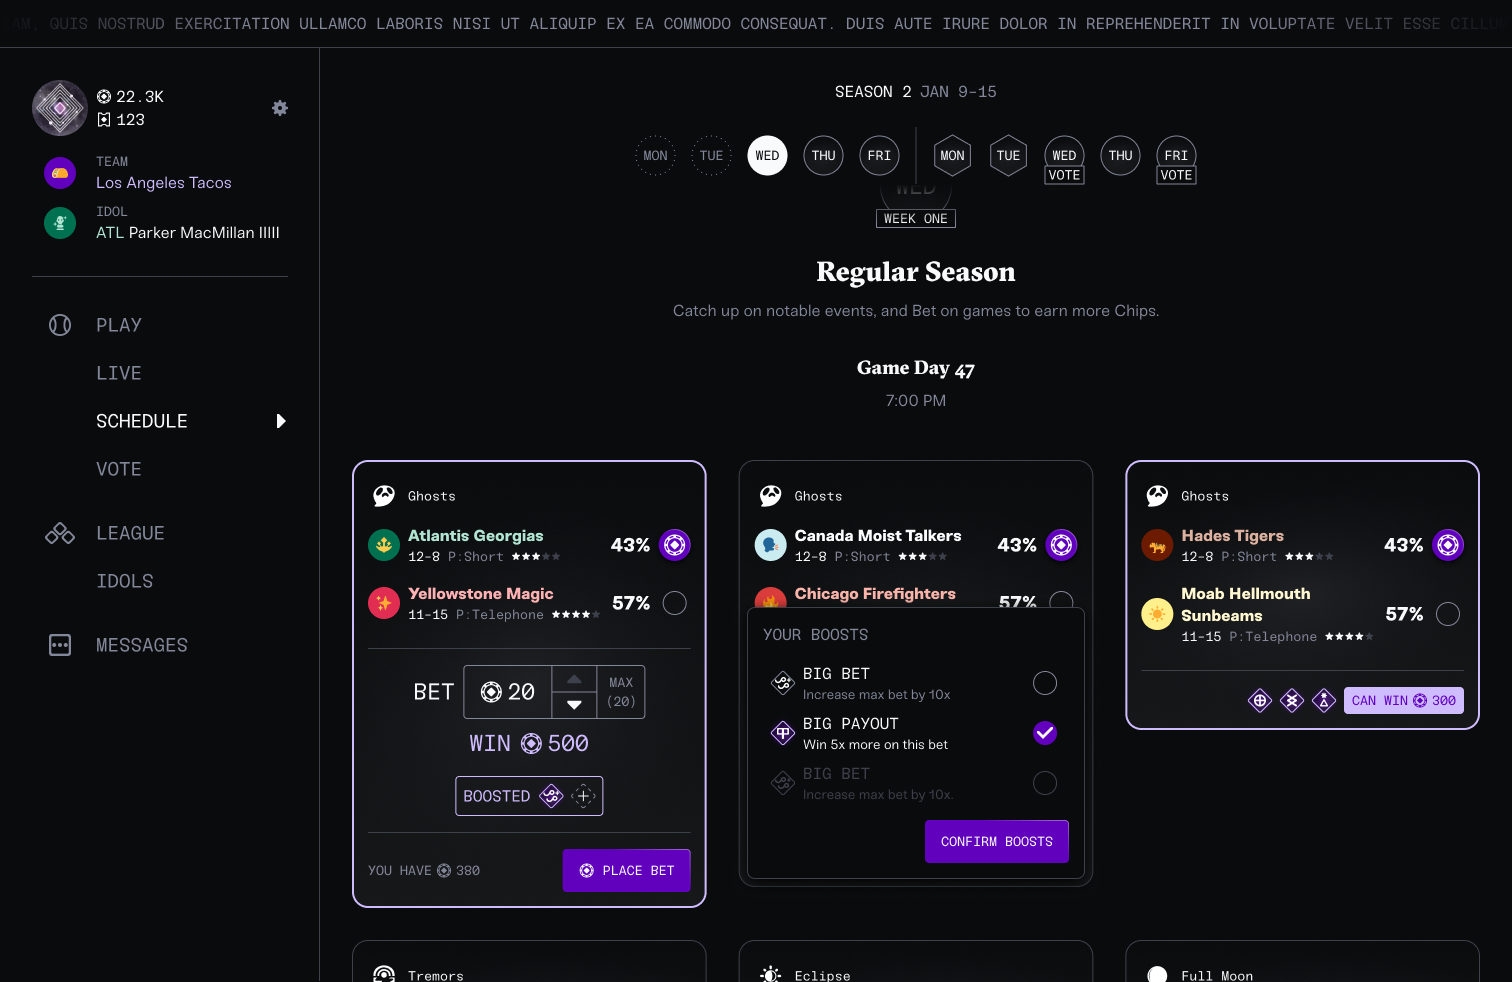 QUIS NOSTRUD EXERCITATION ULLAMCO LABORIS NISI UT ALIQUIP EX EA COMMODO CONSEQUAT. DUIS AUTE IRURE DOLOR IN REPREHENDERIT IN VOLUPTATE VELIT ESSE
22.3K
123
TEAM
Los Angeles Tacos
IDOL
ATL Parker MacMillan IIIII
PLAY
LIVE
SCHEDULE
VOTE
LEAGUE
IDOLS
MESSAGES
SEASON 2 JAN 9-15
MON TUE WED THU FRI MON TUE WED THU FRI
VOTE VOTE
WED
WEEK ONE
Regular Season
Catch up on notable events, and Bet on games to earn more Chips.
Game Day 47
7:00 PM
Ghosts
Atlantis Georgias
12-8 P:Short ★★★★★
43%
Yellowstone Magic
11-15 P:Telephone ★★★★★
57%
BET 20 MAX
(20)
WIN 500
BOOSTED
YOU HAVE 380
PLACE BET
Ghosts
Canada Moist Talkers
12-8 P:Short ★★★★★
43%
Chicago Firefighters
57%
YOUR BOOSTS
BIG BET
Increase max bet by 10x
BIG PAYOUT
Win 5x more on this bet
BIG BET
Increase max bet by 10x.
CONFIRM BOOSTS
Ghosts
Hades Tigers
12-8 P:Short ★★★★★
43%
Moab Hellmouth
Sunbeams
11-15 P:Telephone ★★★★★
57%
CAN WIN 300
Tremors
Eclipse
Full Moon